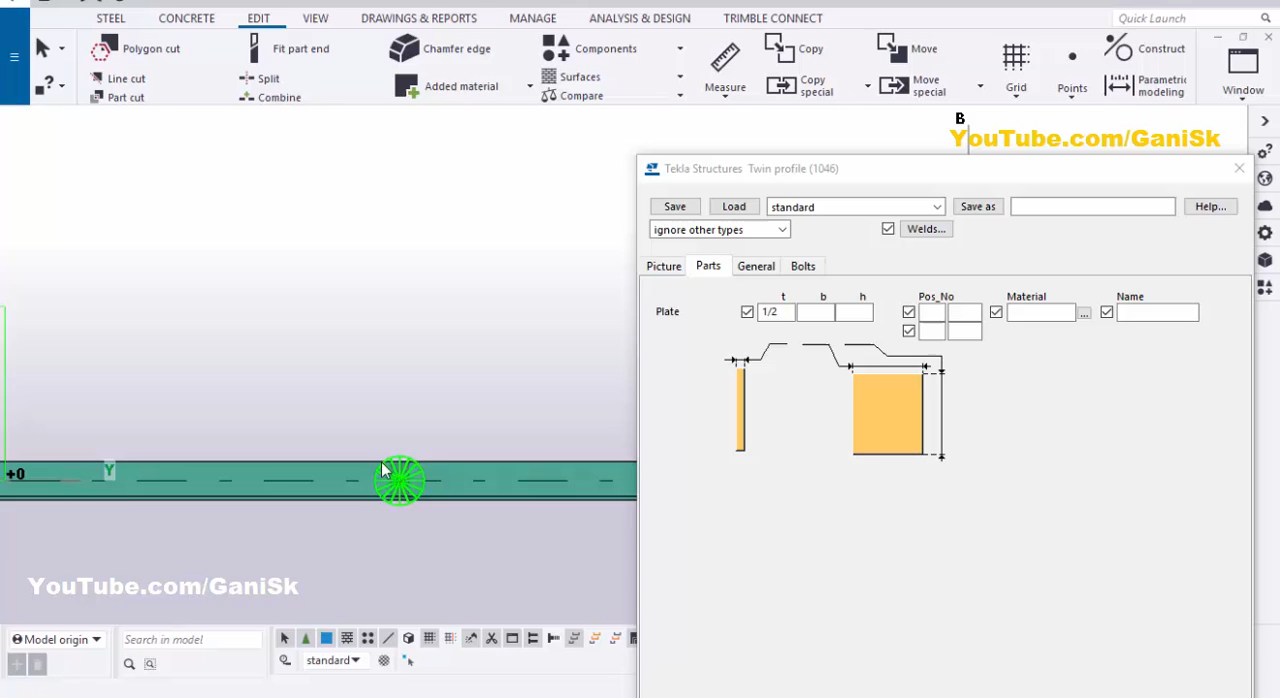 STEEL CONCRETE EDIT VIEW DRAWINGS & REPORTS MANAGE ANALYSIS & DESIGN TRIMBLE CONNECT Quick Launch
Polygon cut Fit part end Chamfer edge Components Copy Move Construct
Line cut Split Added material Surfaces Measure Copy special Move special Grid Points Parametric modeling Window
Part cut Combine Compare
B
YouTube.com/GaniSk
Tekla Structures Twin profile (1046)
Save Load standard Save as Help...
ignore other types Welds...
Picture Parts General Bolts
t b h Pos_No Material Name
Plate 1/2 ...
+0 Y
YouTube.com/GaniSk
Model origin Search in model
standard